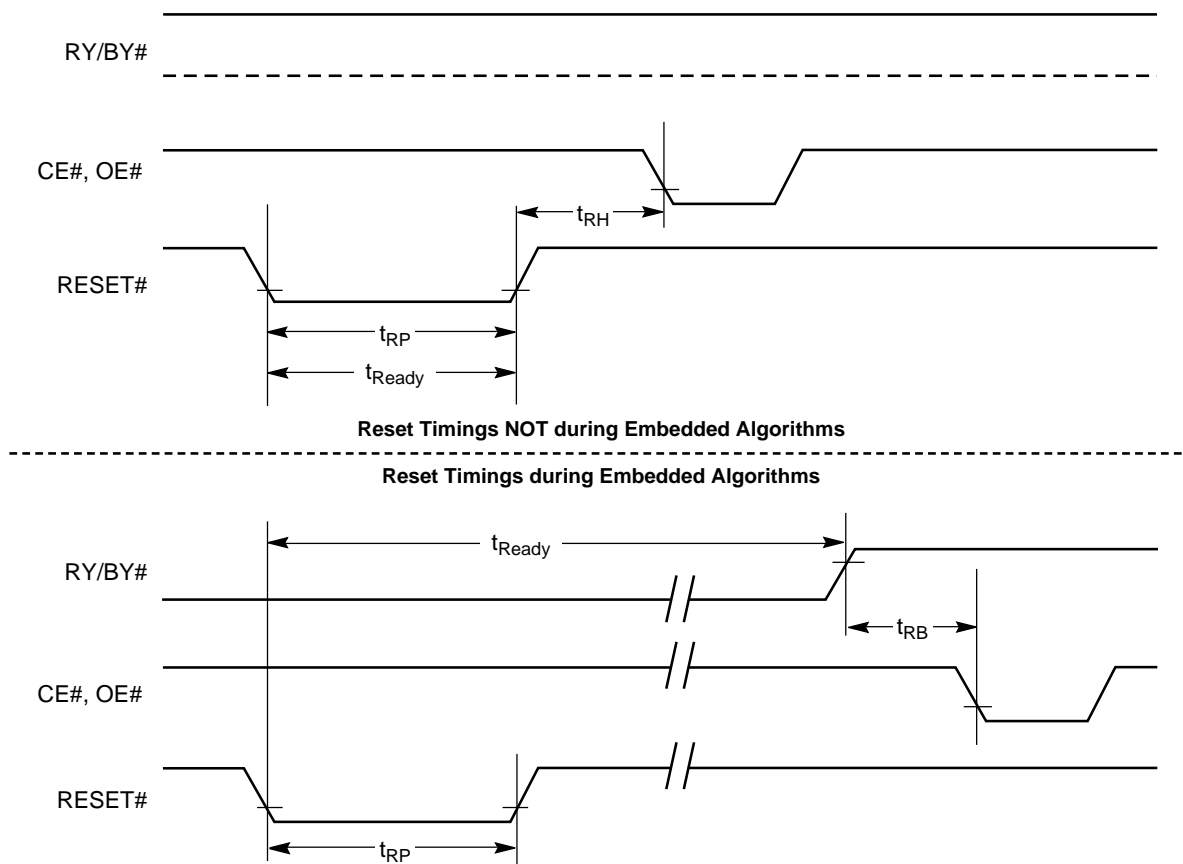 RY/BY#
CE#, OE#
tRH
RESET#
tRP
tReady
Reset Timings NOT during Embedded Algorithms
Reset Timings during Embedded Algorithms
tReady
RY/BY#
tRB
CE#, OE#
RESET#
tRP